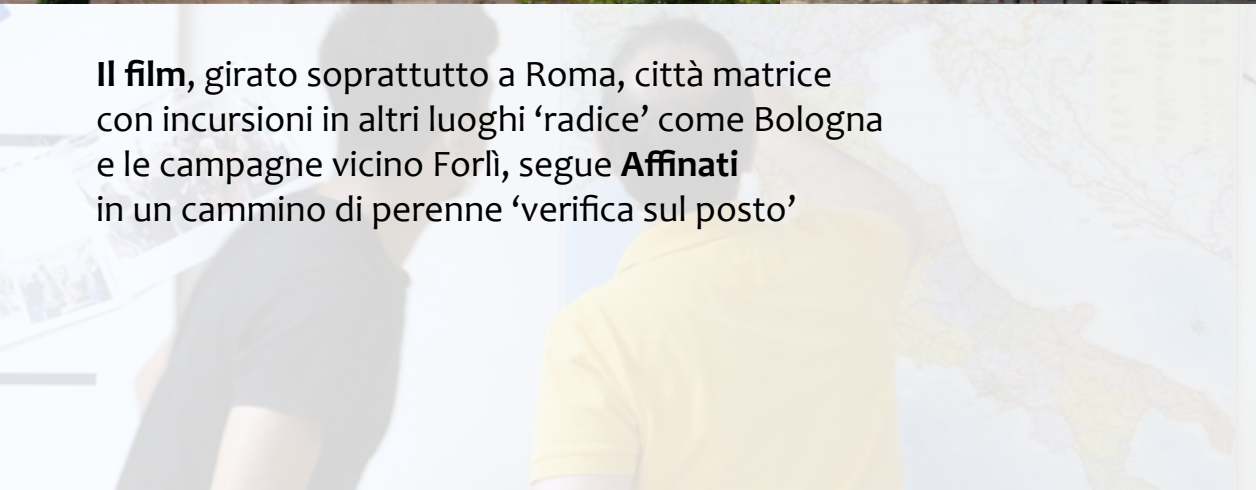 Il film, girato soprattutto a Roma, città matrice
con incursioni in altri luoghi ‘radice’ come Bologna
e le campagne vicino Forlì, segue Affinati
in un cammino di perenne ‘verifica sul posto’